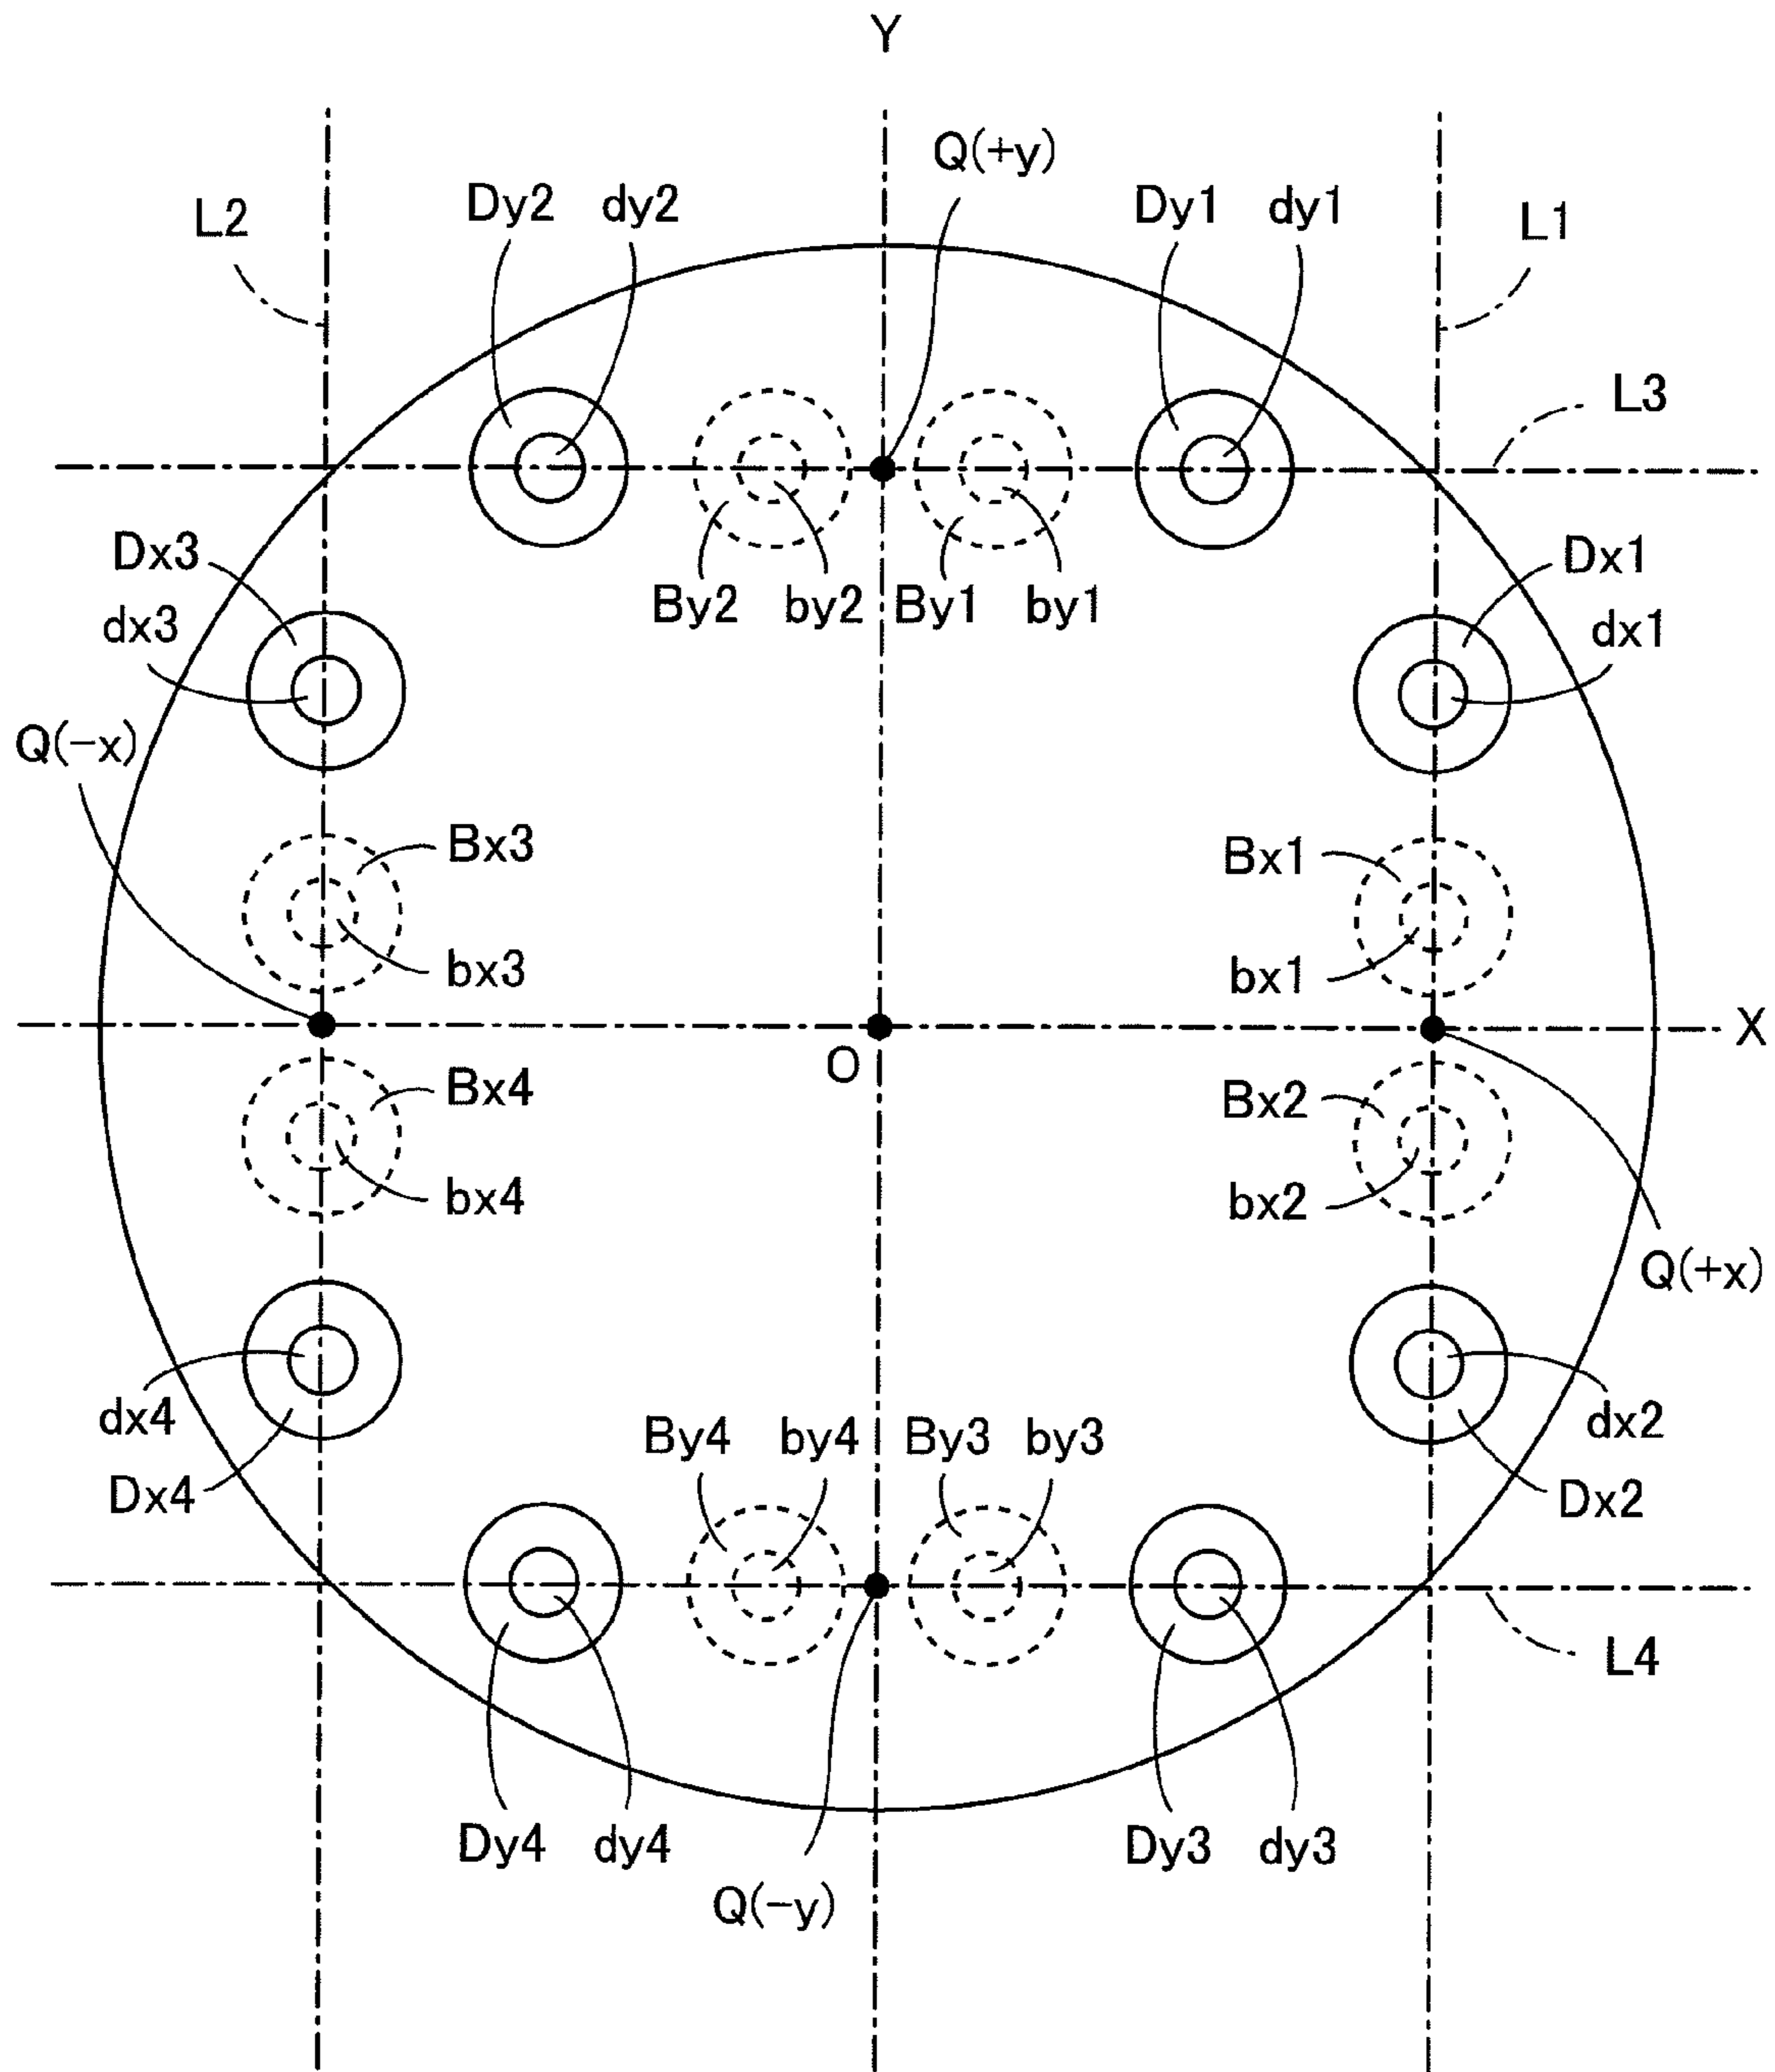 Y
Q(+y)
L2 Dy2 dy2 Dy1 dy1 L1
L3
Dx3 Dx1
By2 by2 By1 by1
dx3 dx1
Q(-x)
Bx3 Bx1
bx3 bx1
X
O
Bx4 Bx2
bx4 bx2
Q(+x)
dx4 By4 by4 By3 by3 dx2
Dx4 Dx2
L4
Dy4 dy4 Dy3 dy3
Q(-y)